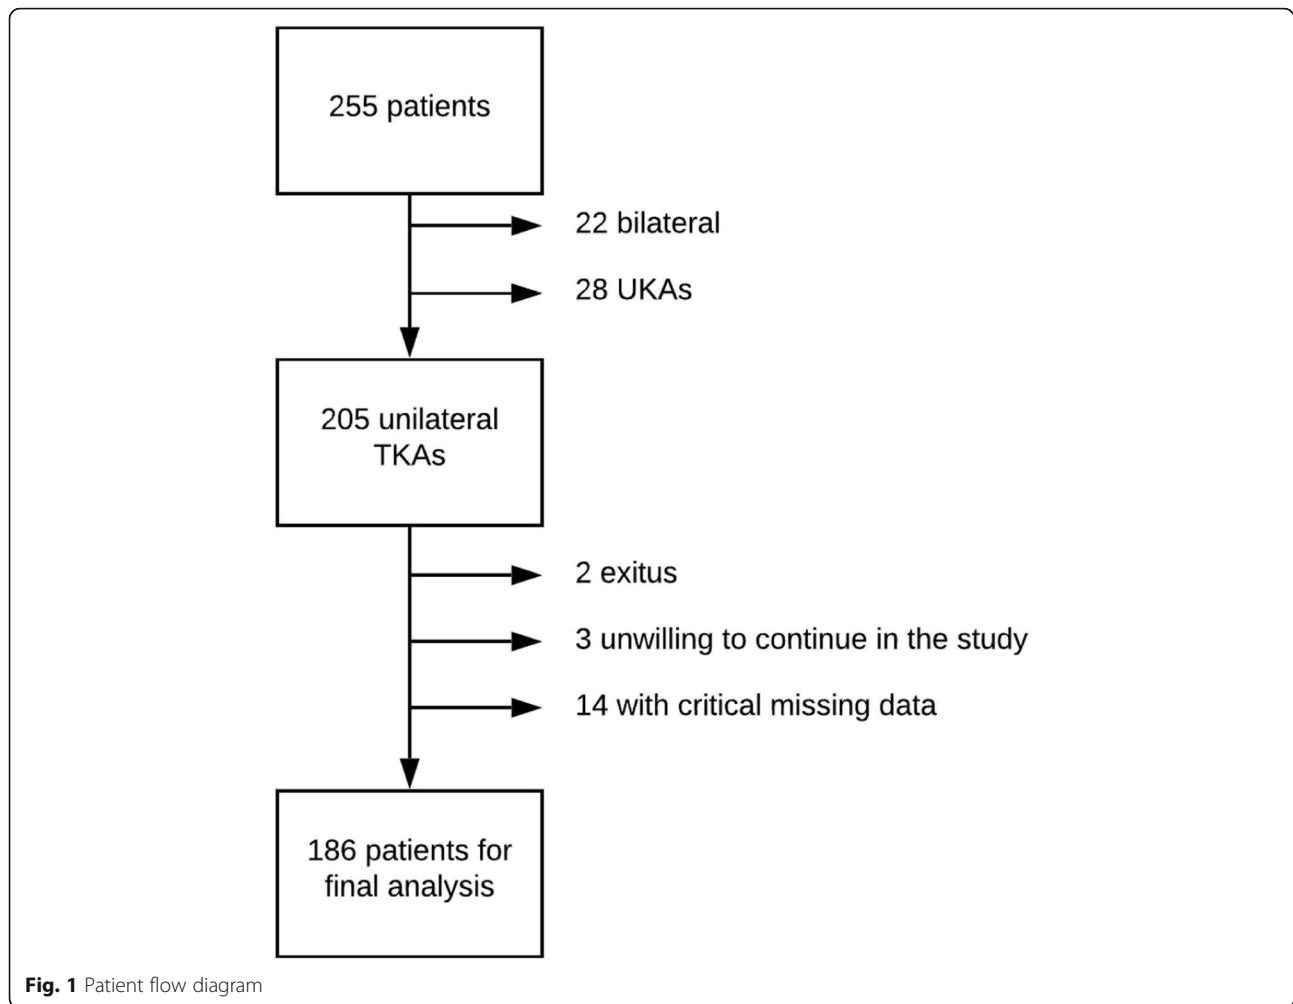 255 patients
22 bilateral
28 UKAs
205 unilateral
TKAs
2 exitus
3 unwilling to continue in the study
14 with critical missing data
186 patients for
final analysis
Fig. 1 Patient flow diagram